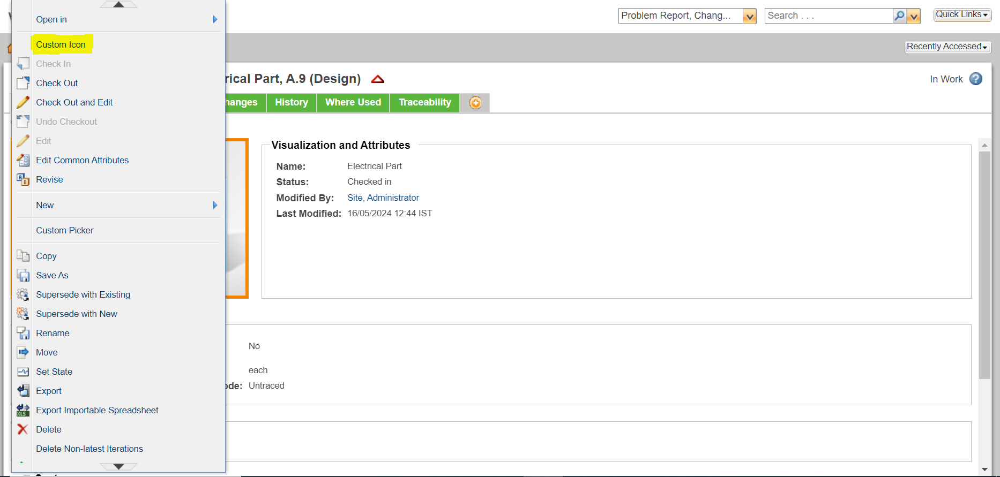 Problem Report, Chang...
Search . . .
Quick Links
Recently Accessed
Open in
Custom Icon
Check In
Check Out
Check Out and Edit
Undo Checkout
Edit
Edit Common Attributes
Revise
New
Custom Picker
Copy
Save As
Supersede with Existing
Supersede with New
Rename
Move
Set State
Export
Export Importable Spreadsheet
Delete
Delete Non-latest Iterations
rical Part, A.9 (Design)
In Work
hanges History Where Used Traceability
Visualization and Attributes
Name: Electrical Part
Status: Checked in
Modified By: Site, Administrator
Last Modified: 16/05/2024 12:44 IST
No
each
ode: Untraced